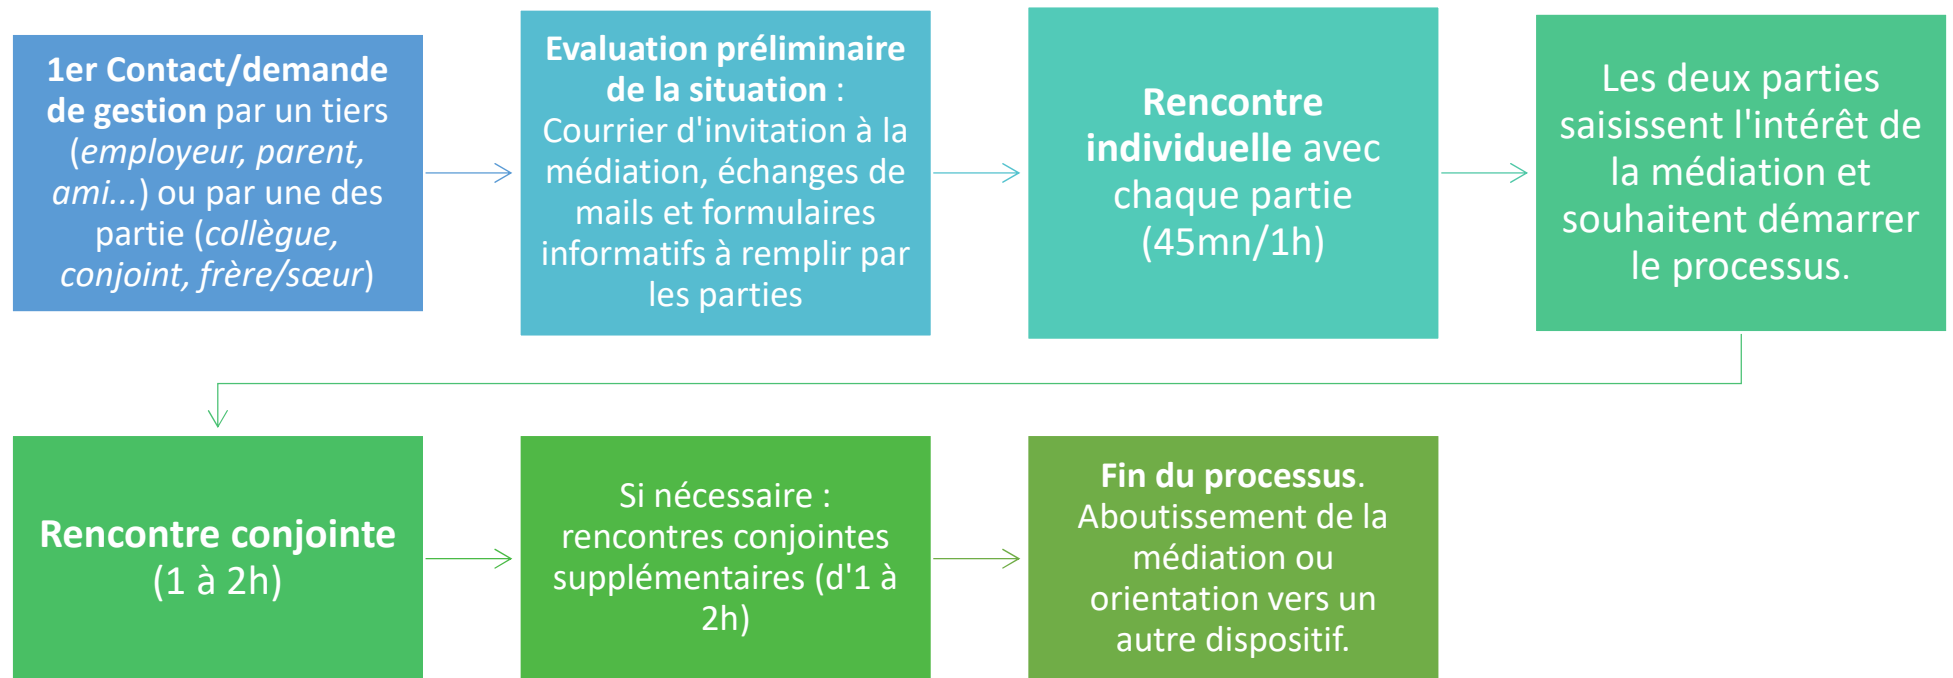 1er Contact/demande
de gestion par un tiers
(employeur, parent,
ami...) ou par une des
partie (collègue,
conjoint, frère/sœur)
Evaluation préliminaire
de la situation :
Courrier d'invitation à la
médiation, échanges de
mails et formulaires
informatifs à remplir par
les parties
Rencontre
individuelle avec
chaque partie
(45mn/1h)
Les deux parties
saisissent l'intérêt de
la médiation et
souhaitent démarrer
le processus.
Rencontre conjointe
(1 à 2h)
Si nécessaire :
rencontres conjointes
supplémentaires (d'1 à
2h)
Fin du processus.
Aboutissement de la
médiation ou
orientation vers un
autre dispositif.